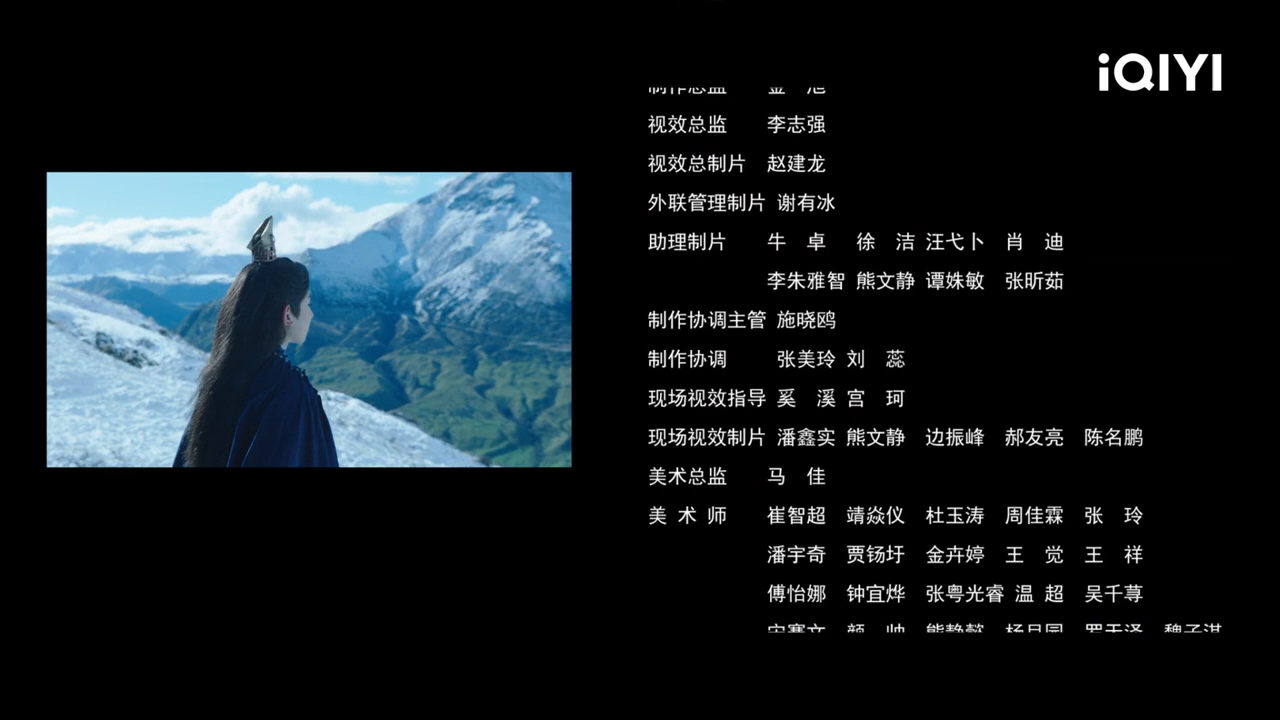 iQIYI
视效总监 李志强
视效总制片 赵建龙
外联管理制片 谢有冰
助理制片 牛 卓 徐 洁 汪弋卜 肖 迪
李朱雅智 熊文静 谭姝敏 张昕茹
制作协调主管 施晓鸥
制作协调 张美玲 刘 蕊
现场视效指导 奚 溪 宫 珂
现场视效制片 潘鑫实 熊文静 边振峰 郝友亮 陈名鹏
美术总监 马 佳
美 术 师 崔智超 靖焱仪 杜玉涛 周佳霖 张 玲
潘宇奇 贾钖圩 金卉婷 王 觉 王 祥
傅怡娜 钟宜烨 张粤光睿 温 超 吴千荨